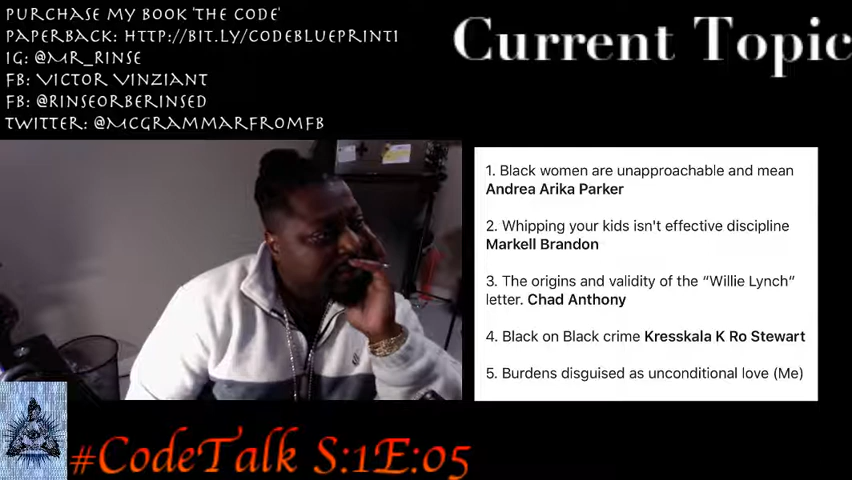 PURCHASE MY BOOK 'THE CODE'
PAPERBACK: HTTP://BIT.LY/CODEBLUEPRINT1
IG: @MR_RINSE
FB: VICTOR VINZIANT
FB: @RINSEORBERINSED
TWITTER: @MCGRAMMARFROMFB
Current Topic
1. Black women are unapproachable and mean
Andrea Arika Parker
2. Whipping your kids isn't effective discipline
Markell Brandon
3. The origins and validity of the “Willie Lynch”
letter. Chad Anthony
4. Black on Black crime Kresskala K Ro Stewart
5. Burdens disguised as unconditional love (Me)
#CodeTalk S:1E:05